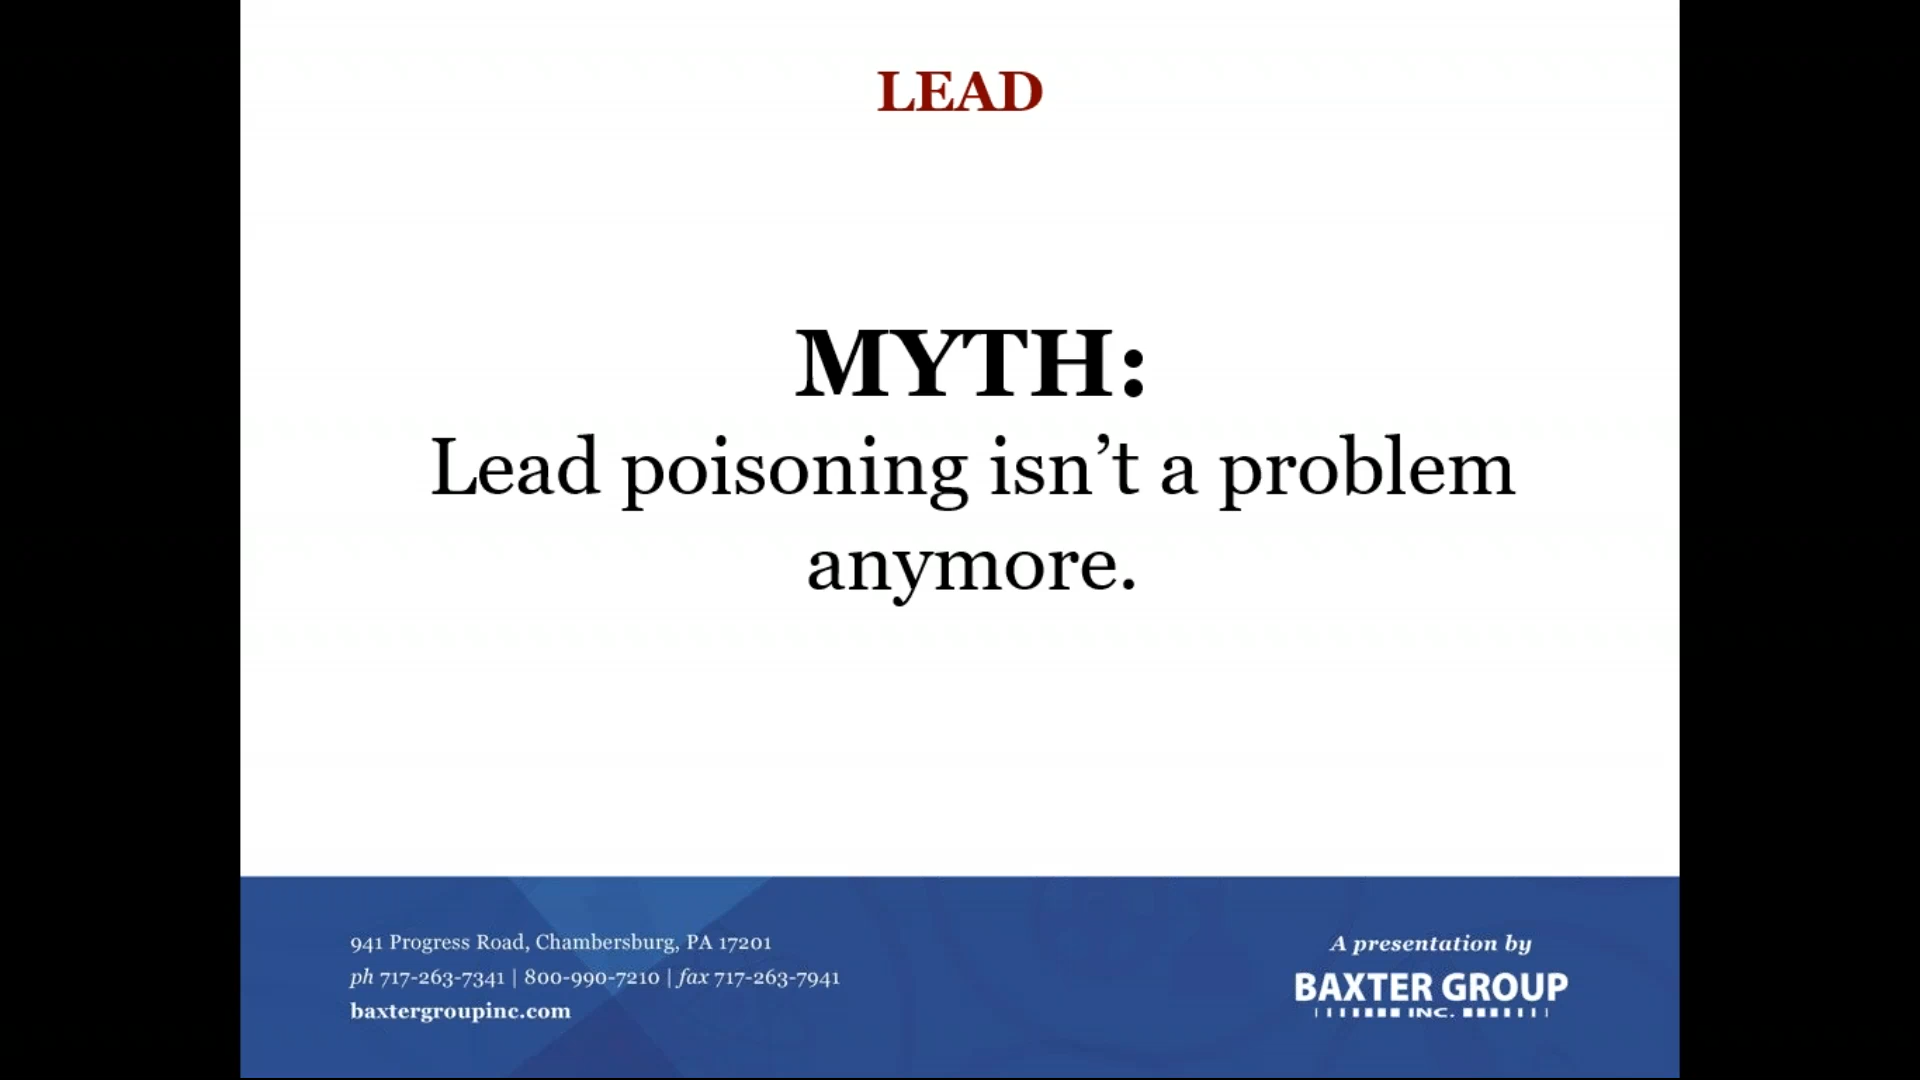 LEAD
MYTH:
Lead poisoning isn’t a problem
anymore.
941 Progress Road, Chambersburg, PA 17201
ph 717-263-7341 | 800-990-7210 | fax 717-263-7941
baxtergroupinc.com
A presentation by
BAXTER GROUP
INC.